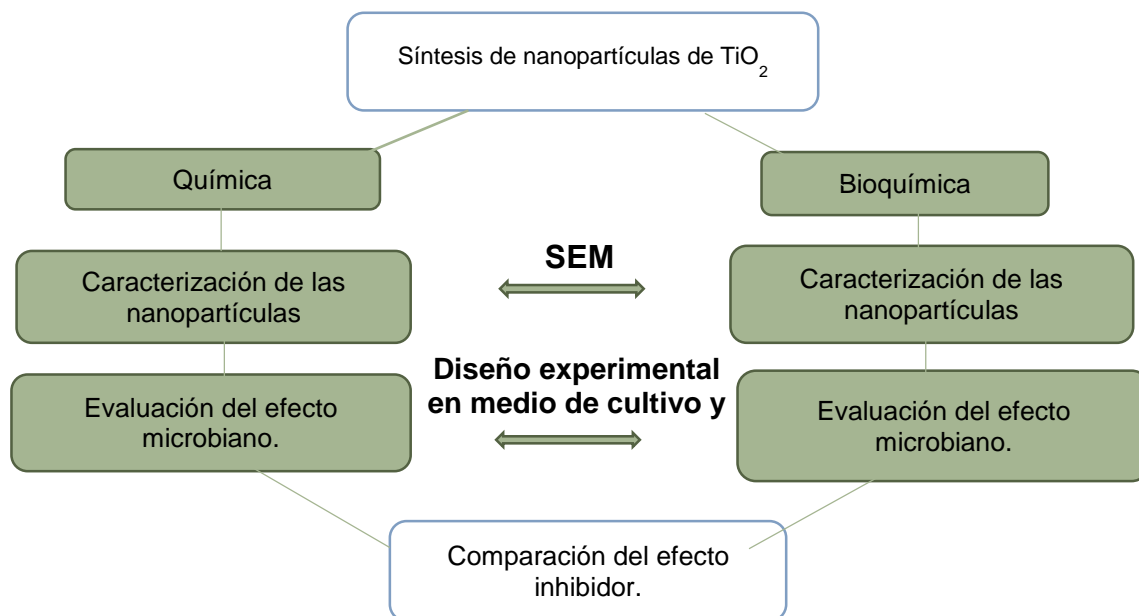 Síntesis de nanopartículas de TiO2
Química
Bioquímica
Caracterización de las
nanopartículas
SEM
Caracterización de las
nanopartículas
Evaluación del efecto
microbiano.
Diseño experimental
en medio de cultivo y
Evaluación del efecto
microbiano.
Comparación del efecto
inhibidor.